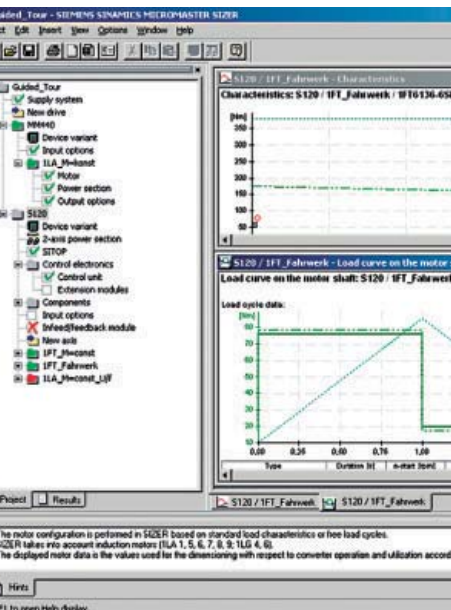 uided_Tour - SIEMENS SINAMICS MICROMASTER SIZER
ct Edit Insert View Options Window Help
Guided_Tour
Supply system
New drive
MM440
Device variant
Input options
1LA_M=konst
Motor
Power section
Output options
S120
Device variant
2-axis power section
SITOP
Control electronics
Control unit
Extension modules
Components
Input options
Infeed/feedback module
New axis
1FT_M=const
1FT_Fahrwerk
1LA_M=const_U/f
Project Results
S120 / 1FT_Fahrwerk - Characteristics
Characteristics: S120 / 1FT_Fahrwerk / 1FT6136-6S
[Nm]
350
300
250
200
150
100
50
S120 / 1FT_Fahrwerk - Load curve on the motor
Load curve on the motor shaft: S120 / 1FT_Fahrwer
Load cycle data:
[Nm]
80
70
60
50
40
30
20
10
0,00 0,25 0,50 0,75 1,00
Type Duration [s] n-start [rpm]
S120 / 1FT_Fahrwerk S120 / 1FT_Fahrwerk
The motor configuration is performed in SIZER based on standard load characteristics or free load cycles.
SIZER takes into account induction motors (1LA 1, 5, 6, 7, 8, 9; 1LG 4, 6).
The displayed motor data is the values used for the dimensioning with respect to converter operation and utilization accord
Hints
F1 to open Help display.